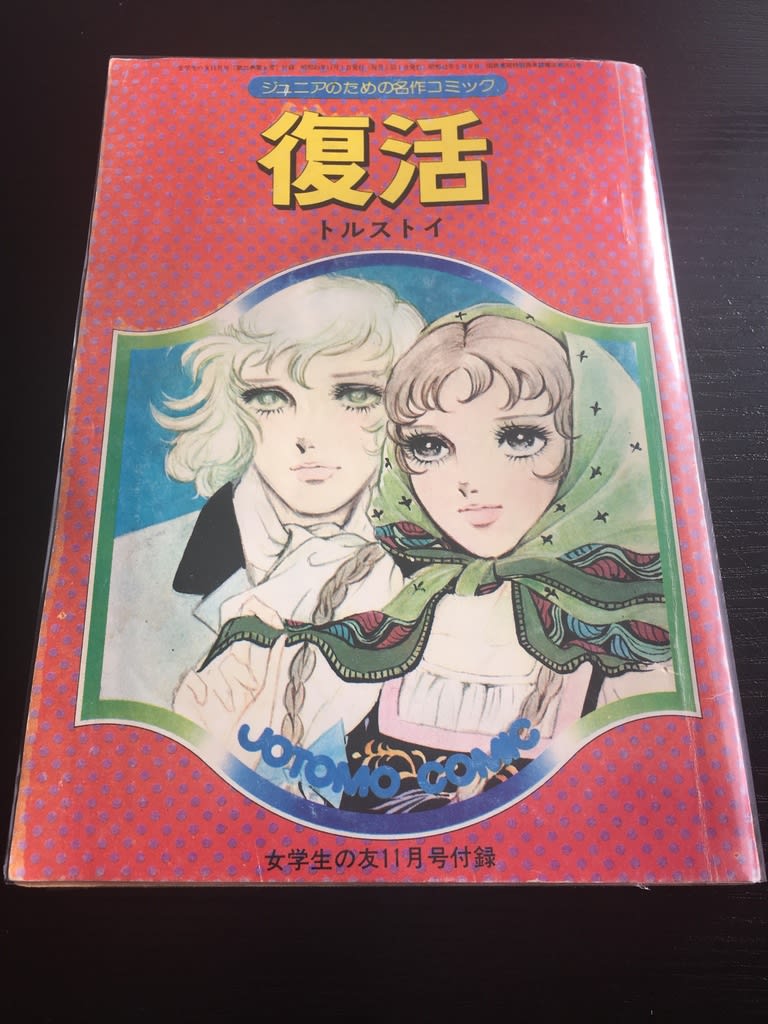 ジュニアのための名作コミック
復活
トルストイ
JOTOMO COMIC
女学生の友11月号付録